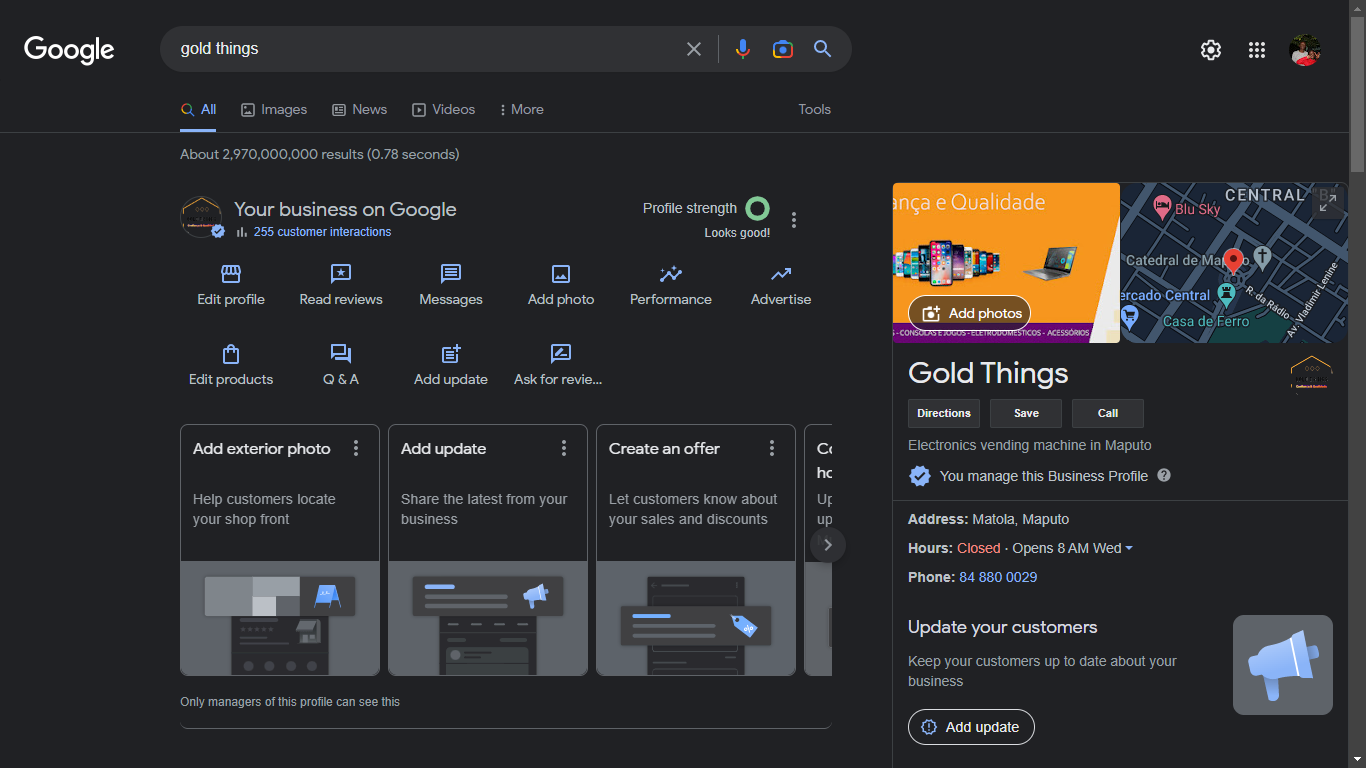 Google
gold things
All
Images
News
Videos
More
Tools
About 2,970,000,000 results (0.78 seconds)
Your business on Google
255 customer interactions
Profile strength
Looks good!
Edit profile
Read reviews
Messages
Add photo
Performance
Advertise
Edit products
Q & A
Add update
Ask for revie...
Add exterior photo
Help customers locate
your shop front
Add update
Share the latest from your
business
Create an offer
Let customers know about
your sales and discounts
Only managers of this profile can see this
e Qualidade
Add photos
CONSOLAS E JOGOS - ELETRODOMESTICOS - ACESSÓRIOS
CENTRAL "B"
Blu Sky
Catedral de
Central
R. da Rádio
Av. Vladimir Lenine
Casa de Ferro
Gold Things
Directions
Save
Call
Electronics vending machine in Maputo
You manage this Business Profile
Address: Matola, Maputo
Hours: Closed · Opens 8 AM Wed
Phone: 84 880 0029
Update your customers
Keep your customers up to date about your
business
Add update